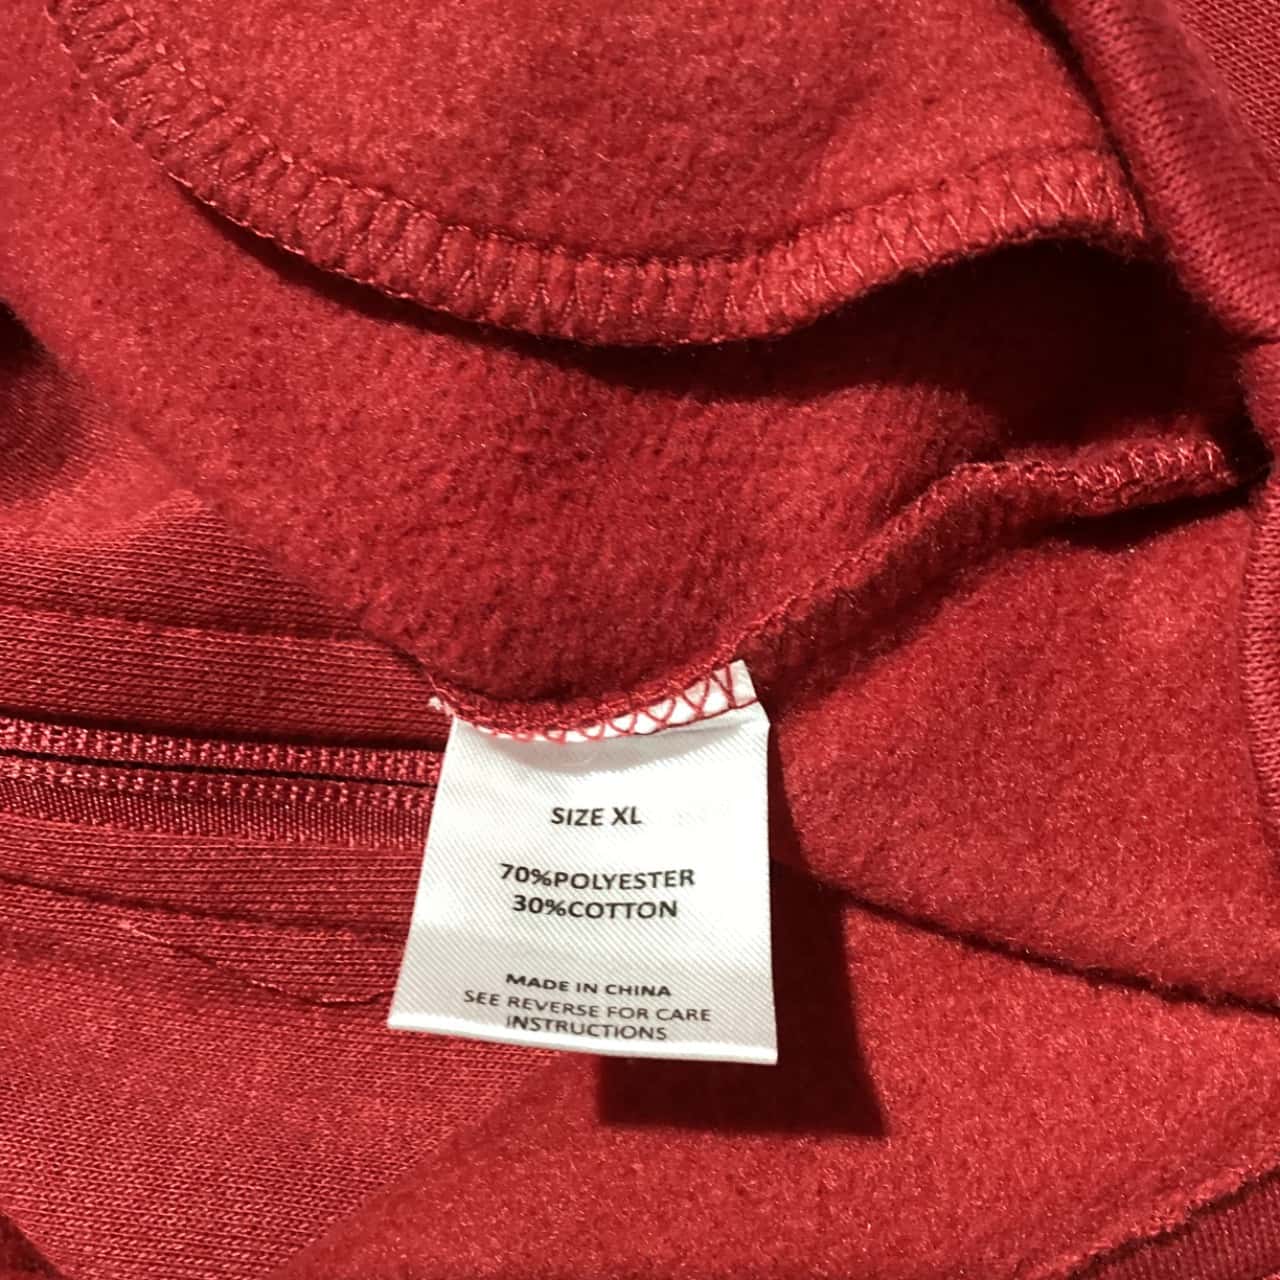 SIZE XL
70%POLYESTER
30%COTTON
MADE IN CHINA
SEE REVERSE FOR CARE
INSTRUCTIONS